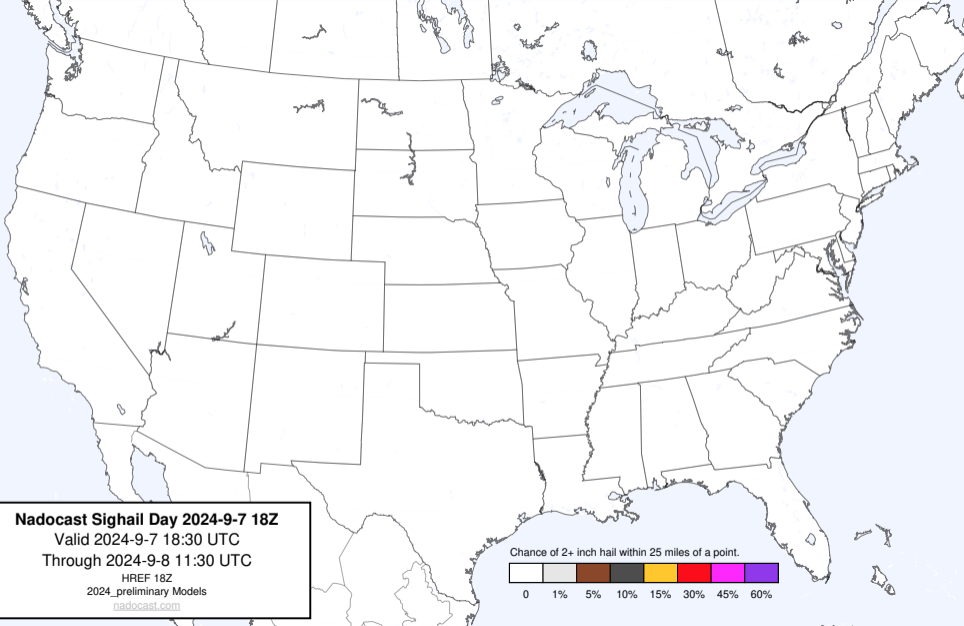 Nadocast Sighail Day 2024-9-7 18Z
Valid 2024-9-7 18:30 UTC
Through 2024-9-8 11:30 UTC
HREF 18Z
2024_preliminary Models
nadocast.com
Chance of 2+ inch hail within 25 miles of a point.
0 1% 5% 10% 15% 30% 45% 60%